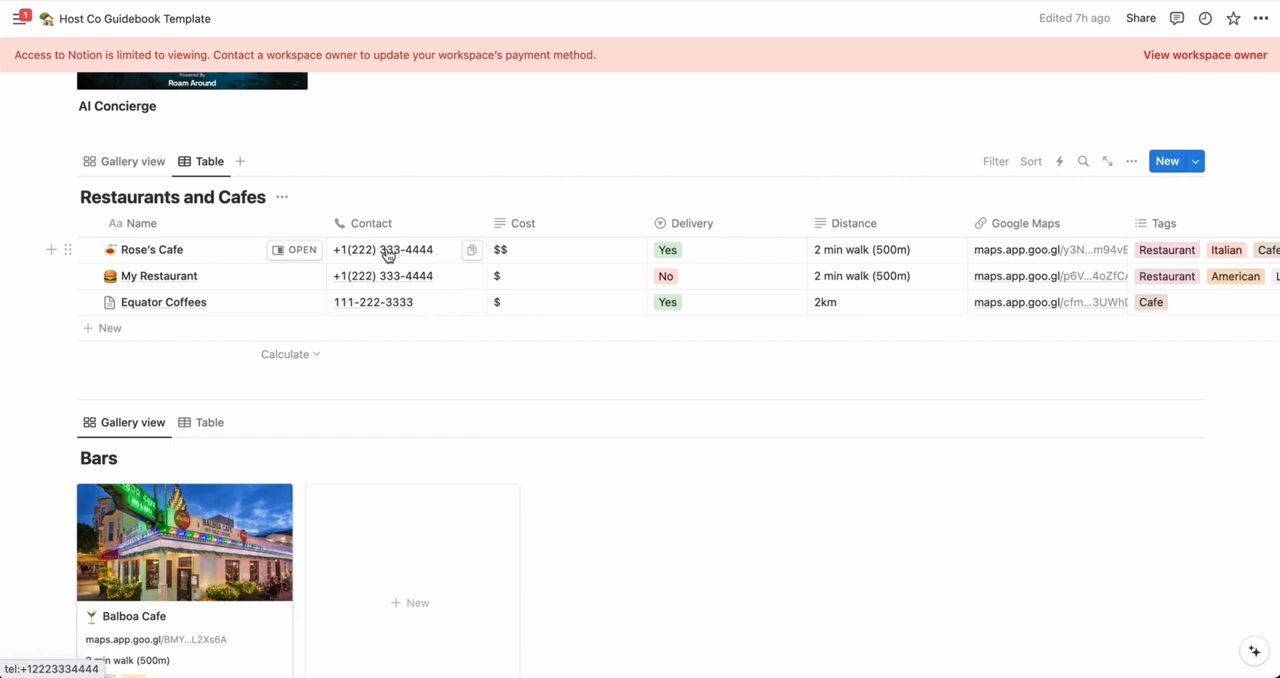 1
Host Co Guidebook Template
Edited 7h ago
Share
Access to Notion is limited to viewing. Contact a workspace owner to update your workspace's payment method.
View workspace owner
Powered By
Roam Around
AI Concierge
Gallery view
Table
Filter
Sort
New
Restaurants and Cafes
Aa Name
Contact
Cost
Delivery
Distance
Google Maps
Tags
Rose's Cafe
OPEN
+1(222) 333-4444
$$
Yes
2 min walk (500m)
maps.app.goo.gl/y3N...m94vE
Restaurant
Italian
Cafe
My Restaurant
+1(222) 333-4444
$
No
2 min walk (500m)
maps.app.goo.gl/p6V...4oZfC
Restaurant
American
L
Equator Coffees
111-222-3333
$
Yes
2km
maps.app.goo.gl/cfm...3UWh
Cafe
New
Calculate
Gallery view
Table
Bars
BALBOA CAFE
Balboa Cafe
maps.app.goo.gl/BMY...L2Xs6A
2 min walk (500m)
New
tel:+12223334444